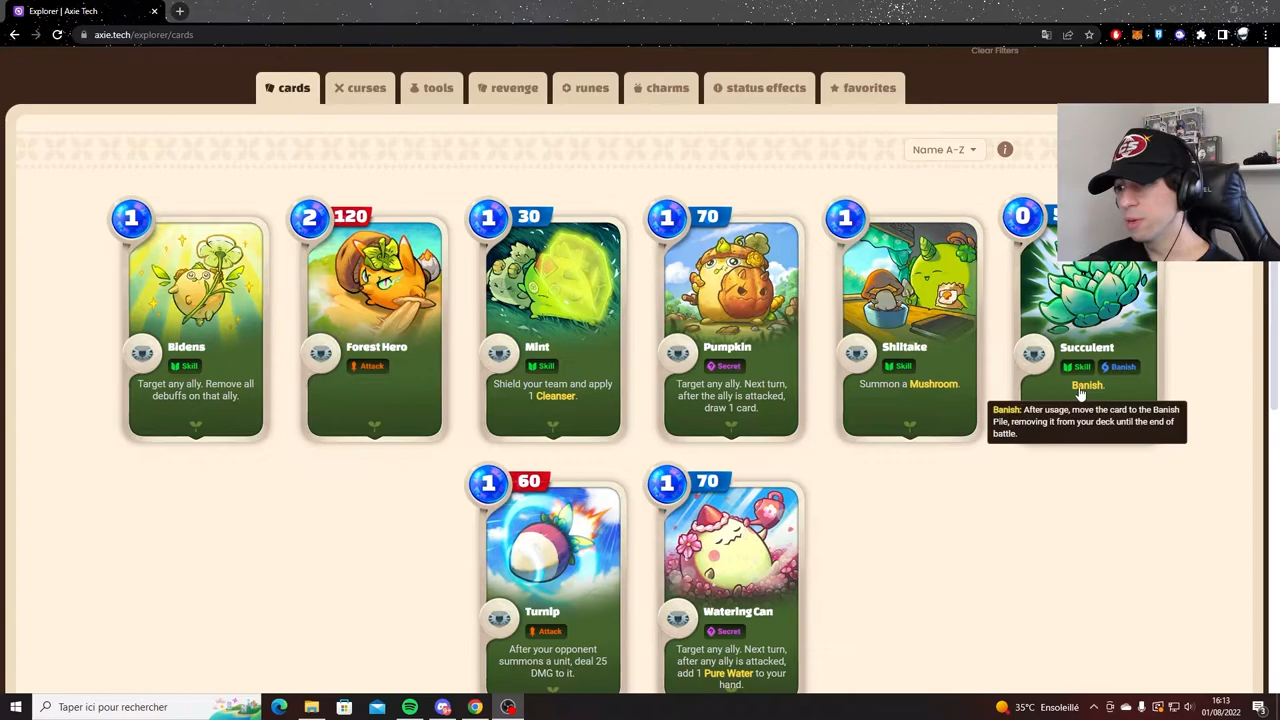 Explorer | Axie Tech
axie.tech/explorer/cards
Clear Filters
cards
curses
tools
revenge
runes
charms
status effects
favorites
Name A-Z
1
Bidens
Skill
Target any ally. Remove all
debuffs on that ally.
2
120
Forest Hero
Attack
1
30
Mint
Skill
Shield your team and apply
1 Cleanser.
1
70
Pumpkin
Secret
Target any ally. Next turn,
after the ally is attacked,
draw 1 card.
1
Shiitake
Skill
Summon a Mushroom.
0
Succulent
Skill
Banish
Banish.
Banish: After usage, move the card to the Banish
Pile, removing it from your deck until the end of
battle.
1
60
Turnip
Attack
After your opponent
summons a unit, deal 25
DMG to it.
1
70
Watering Can
Secret
Target any ally. Next turn,
after any ally is attacked,
add 1 Pure Water to your
hand.
Taper ici pour rechercher
35°C Ensoleillé
16:13
01/08/2022